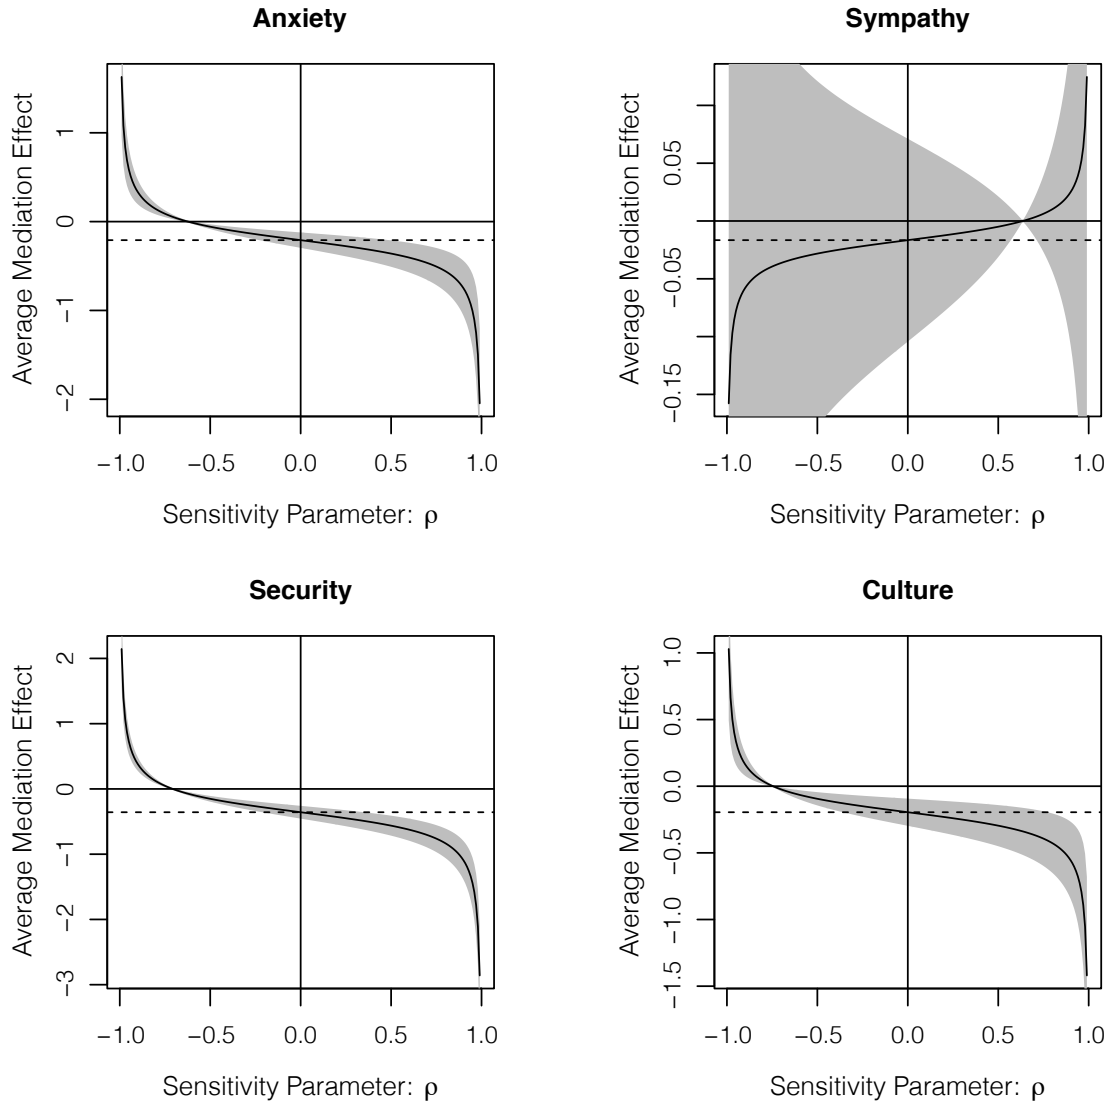 Anxiety
Average Mediation Effect
1
0
−1
−2
−1.0 −0.5 0.0 0.5 1.0
Sensitivity Parameter: ρ
Sympathy
Average Mediation Effect
0.05
−0.05
−0.15
−1.0 −0.5 0.0 0.5 1.0
Sensitivity Parameter: ρ
Security
Average Mediation Effect
2
1
0
−1
−2
−3
−1.0 −0.5 0.0 0.5 1.0
Sensitivity Parameter: ρ
Culture
Average Mediation Effect
1.0
0.5
0.0
−0.5
−1.0
−1.5
−1.0 −0.5 0.0 0.5 1.0
Sensitivity Parameter: ρ